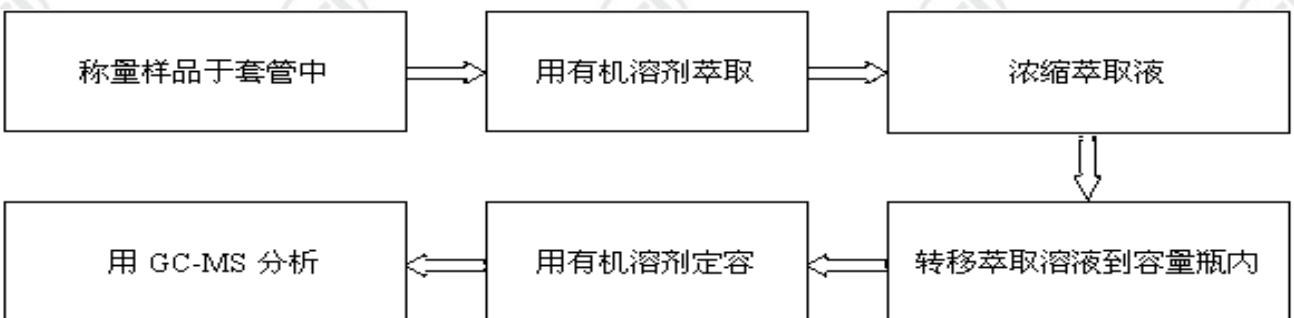 称量样品于套管中
用有机溶剂萃取
浓缩萃取液
转移萃取溶液到容量瓶内
用有机溶剂定容
用 GC-MS 分析